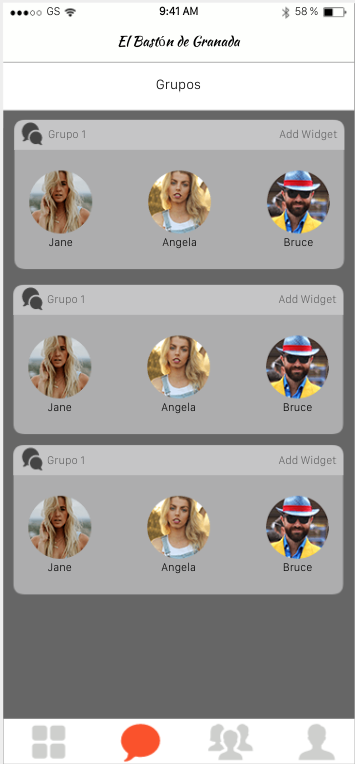 GS 9:41 AM 58 %
El Bastón de Granada
Grupos
Grupo 1 Add Widget
Jane Angela Bruce
Grupo 1 Add Widget
Jane Angela Bruce
Grupo 1 Add Widget
Jane Angela Bruce